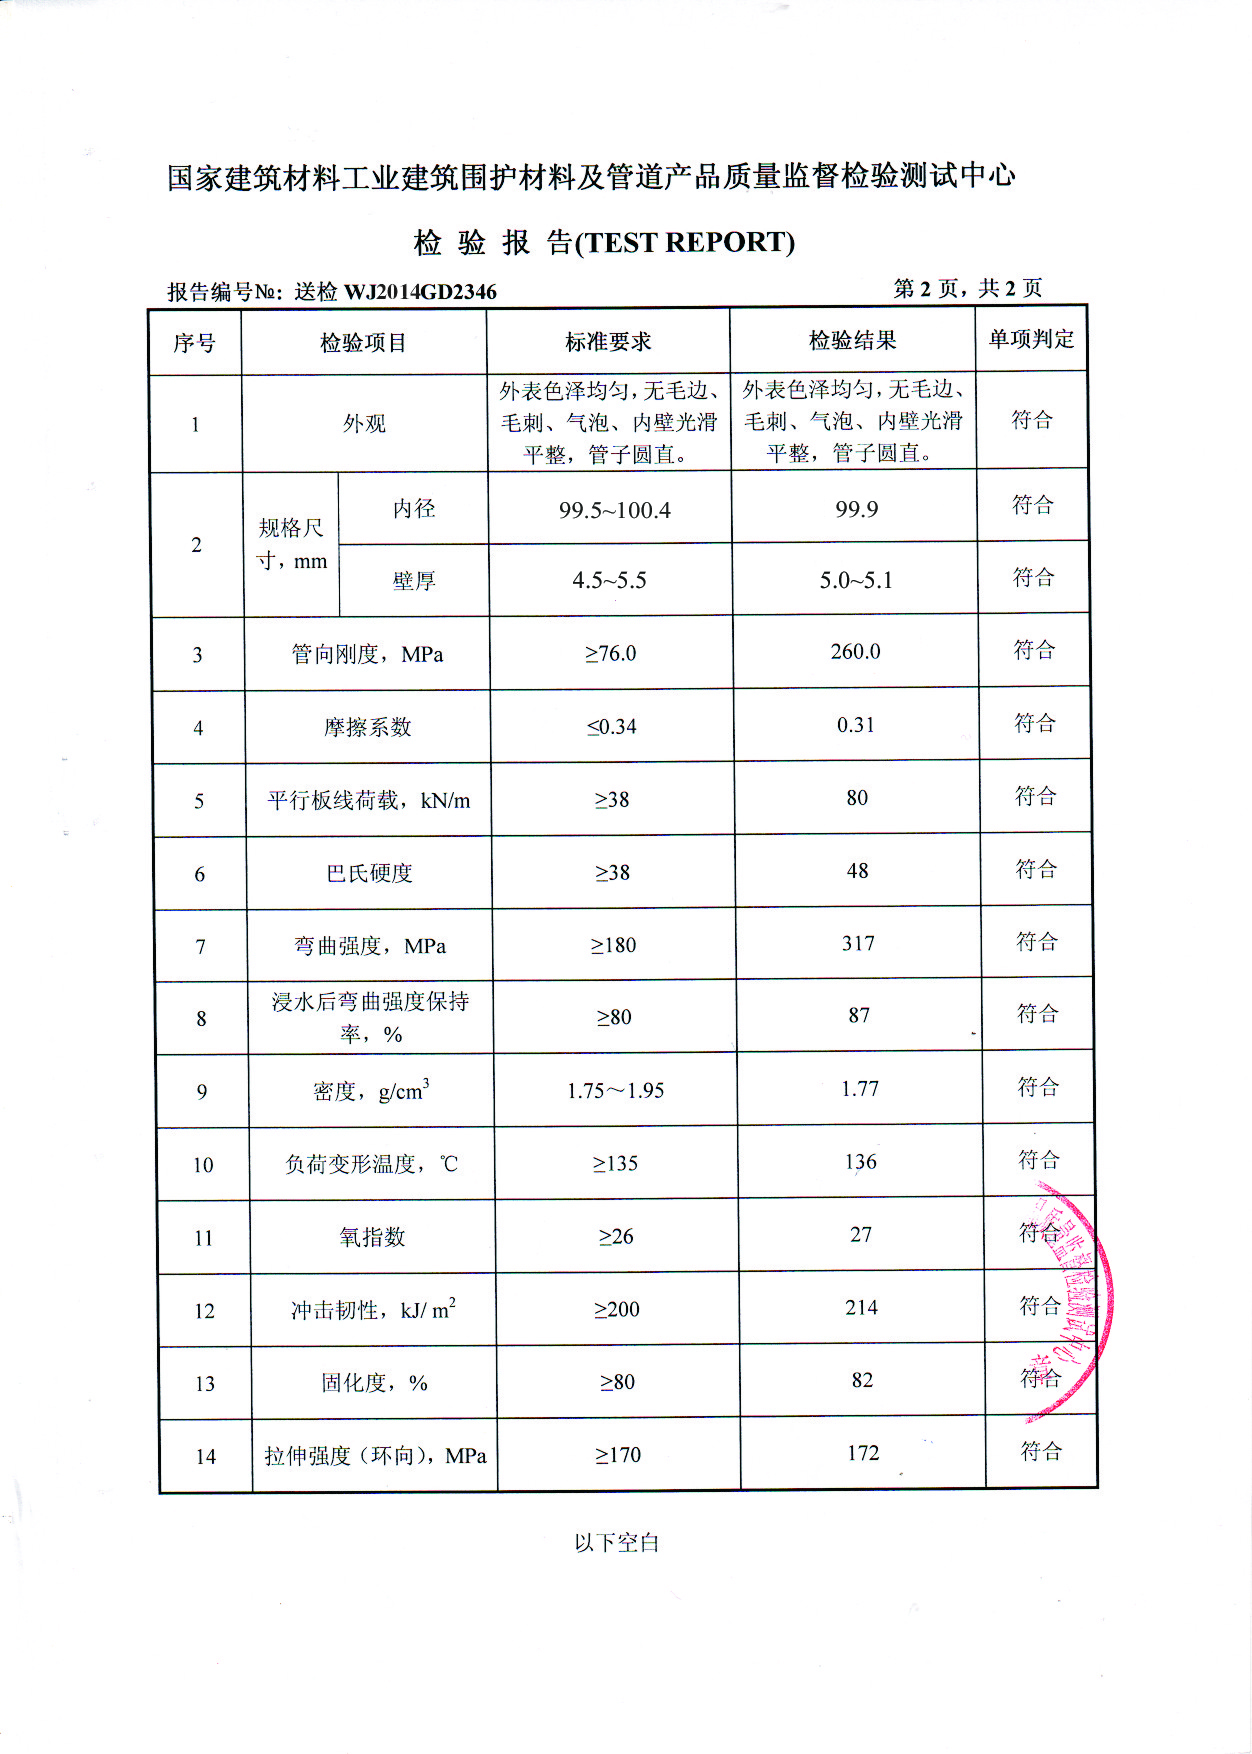 国家建筑材料工业建筑围护材料及管道产品质量监督检验测试中心
检 验 报 告(TEST REPORT)
报告编号№: 送检 WJ2014GD2346 第 2 页, 共 2 页
序号 检验项目 标准要求 检验结果 单项判定
1 外观 外表色泽均匀, 无毛边、毛刺、气泡、内壁光滑平整, 管子圆直。 外表色泽均匀, 无毛边、毛刺、气泡、内壁光滑平整, 管子圆直。 符合
2 规格尺寸, mm 内径 99.5~100.4 99.9 符合
壁厚 4.5~5.5 5.0~5.1 符合
3 管向刚度, MPa ≥76.0 260.0 符合
4 摩擦系数 ≤0.34 0.31 符合
5 平行板线荷载, kN/m ≥38 80 符合
6 巴氏硬度 ≥38 48 符合
7 弯曲强度, MPa ≥180 317 符合
8 浸水后弯曲强度保持率, % ≥80 87 符合
9 密度, g/cm³ 1.75～1.95 1.77 符合
10 负荷变形温度, ℃ ≥135 136 符合
11 氧指数 ≥26 27 符合
12 冲击韧性, kJ/ m² ≥200 214 符合
13 固化度, % ≥80 82 符合
14 拉伸强度（环向）, MPa ≥170 172 符合
监督检验测试中心
章
以下空白